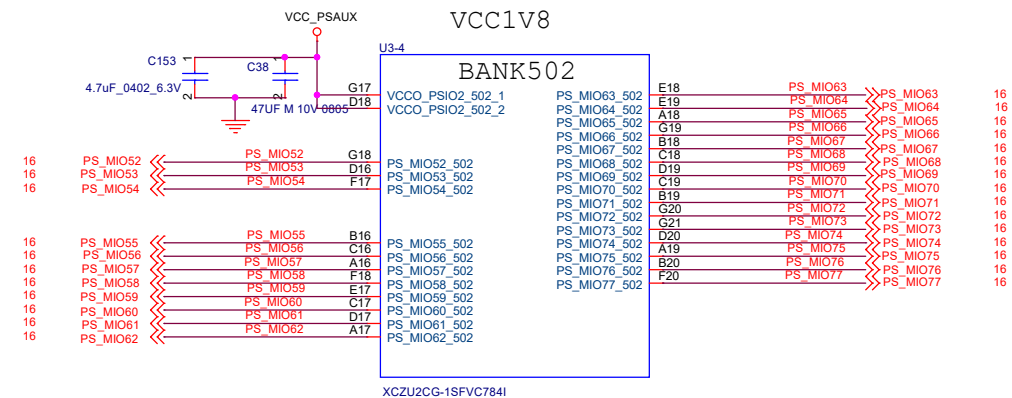 VCC_PSAUX
VCC1V8
U3-4
BANK502
C153 1 2
4.7uF_0402_6.3V
C38 1 2
47UF M 10V 0805
G17 VCCO_PSIO2_502_1
D18 VCCO_PSIO2_502_2
16 PS_MIO52 PS_MIO52 G18 PS_MIO52_502
16 PS_MIO53 PS_MIO53 D16 PS_MIO53_502
16 PS_MIO54 PS_MIO54 F17 PS_MIO54_502
16 PS_MIO55 PS_MIO55 B16 PS_MIO55_502
16 PS_MIO56 PS_MIO56 C16 PS_MIO56_502
16 PS_MIO57 PS_MIO57 A16 PS_MIO57_502
16 PS_MIO58 PS_MIO58 F18 PS_MIO58_502
16 PS_MIO59 PS_MIO59 E17 PS_MIO59_502
16 PS_MIO60 PS_MIO60 C17 PS_MIO60_502
16 PS_MIO61 PS_MIO61 D17 PS_MIO61_502
16 PS_MIO62 PS_MIO62 A17 PS_MIO62_502
PS_MIO63_502 E18 PS_MIO63 PS_MIO63 16
PS_MIO64_502 E19 PS_MIO64 PS_MIO64 16
PS_MIO65_502 A18 PS_MIO65 PS_MIO65 16
PS_MIO66_502 G19 PS_MIO66 PS_MIO66 16
PS_MIO67_502 B18 PS_MIO67 PS_MIO67 16
PS_MIO68_502 C18 PS_MIO68 PS_MIO68 16
PS_MIO69_502 D19 PS_MIO69 PS_MIO69 16
PS_MIO70_502 C19 PS_MIO70 PS_MIO70 16
PS_MIO71_502 B19 PS_MIO71 PS_MIO71 16
PS_MIO72_502 G20 PS_MIO72 PS_MIO72 16
PS_MIO73_502 G21 PS_MIO73 PS_MIO73 16
PS_MIO74_502 D20 PS_MIO74 PS_MIO74 16
PS_MIO75_502 A19 PS_MIO75 PS_MIO75 16
PS_MIO76_502 B20 PS_MIO76 PS_MIO76 16
PS_MIO77_502 F20 PS_MIO77 PS_MIO77 16
XCZU2CG-1SFVC784I